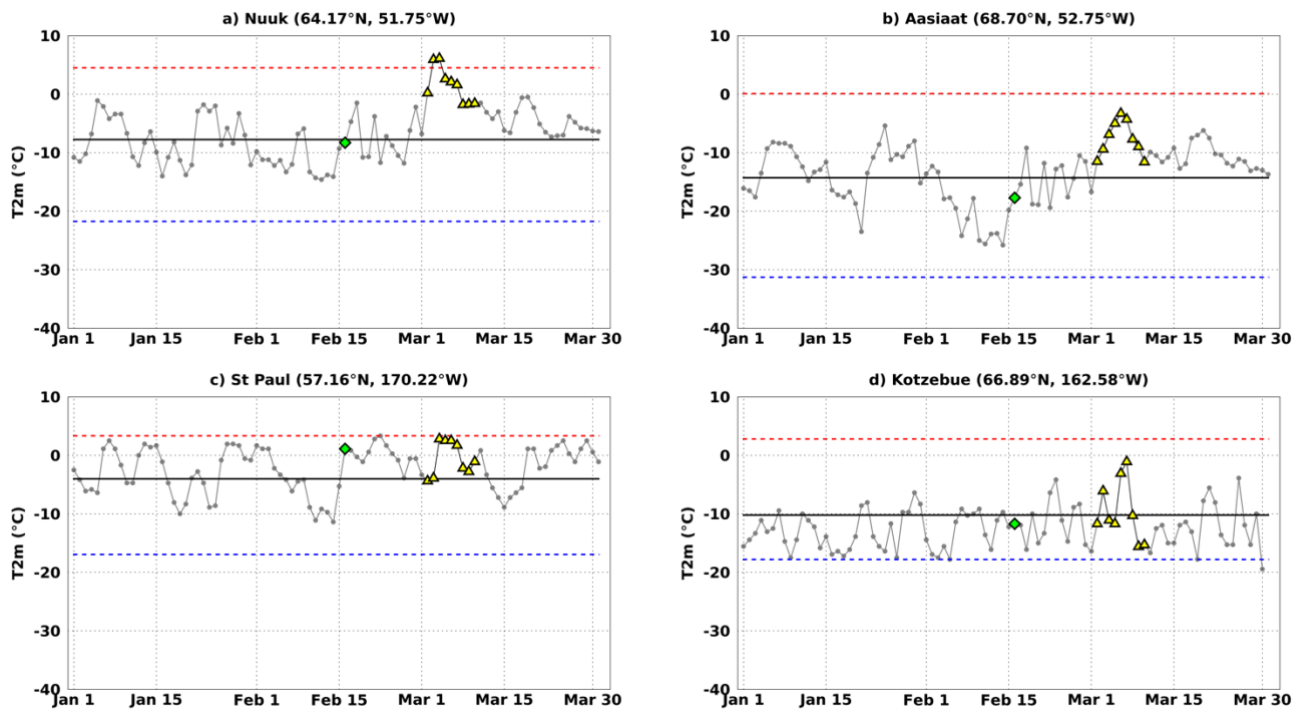 a) Nuuk (64.17°N, 51.75°W)
T2m (°C)
10
0
-10
-20
-30
-40
Jan 1 Jan 15 Feb 1 Feb 15 Mar 1 Mar 15 Mar 30
b) Aasiaat (68.70°N, 52.75°W)
T2m (°C)
10
0
-10
-20
-30
-40
Jan 1 Jan 15 Feb 1 Feb 15 Mar 1 Mar 15 Mar 30
c) St Paul (57.16°N, 170.22°W)
T2m (°C)
10
0
-10
-20
-30
-40
Jan 1 Jan 15 Feb 1 Feb 15 Mar 1 Mar 15 Mar 30
d) Kotzebue (66.89°N, 162.58°W)
T2m (°C)
10
0
-10
-20
-30
-40
Jan 1 Jan 15 Feb 1 Feb 15 Mar 1 Mar 15 Mar 30